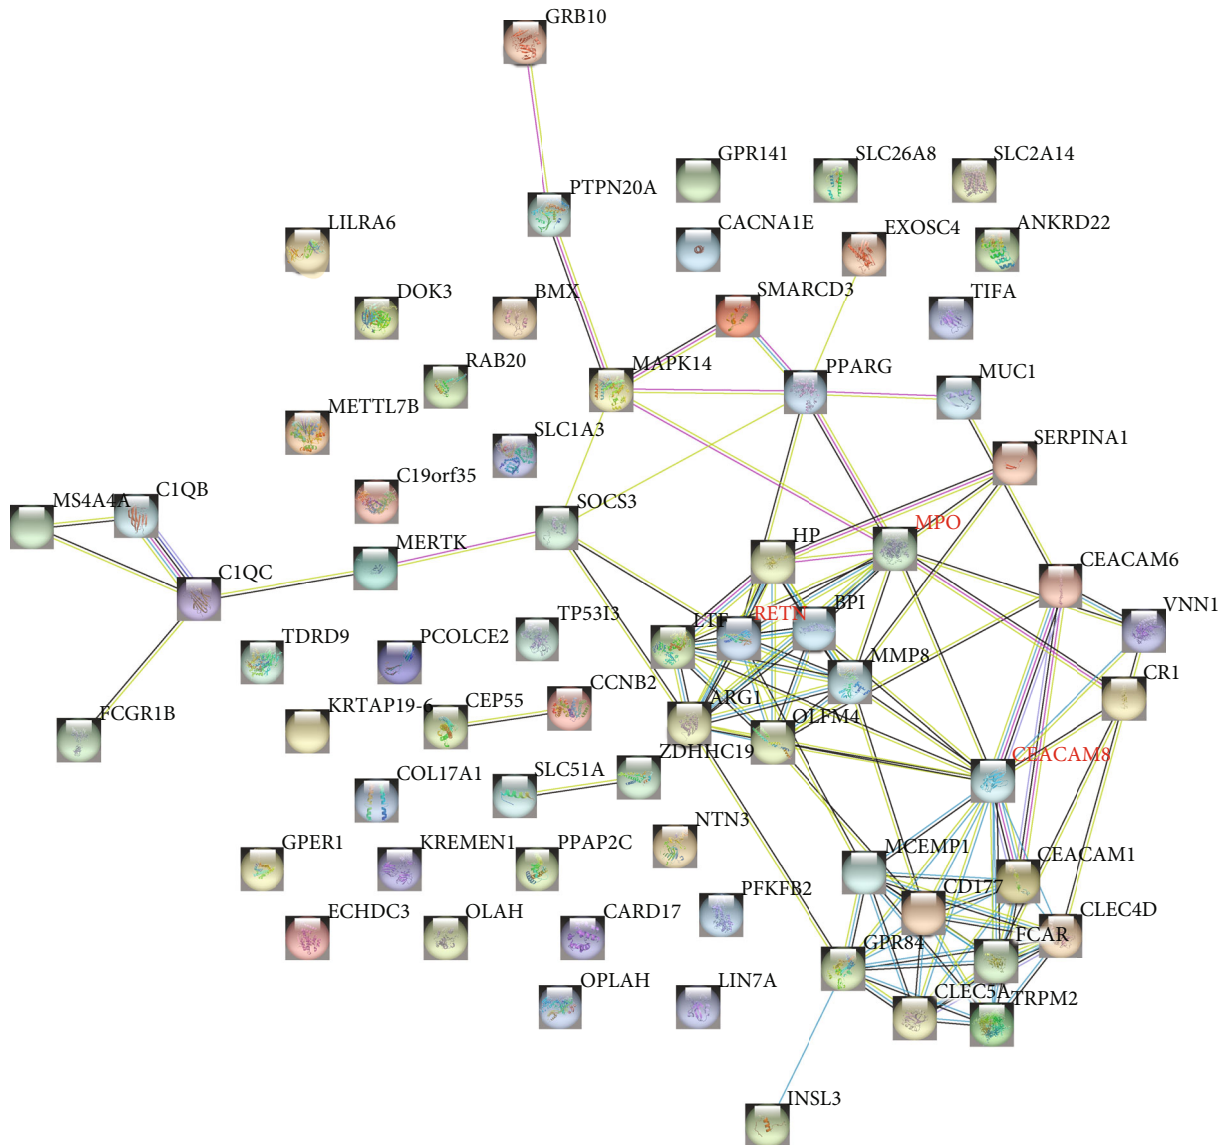 GRB10
GPR141
SLC26A8
SLC2A14
PTPN20A
LILRA6
CACNA1E
EXOSC4
ANKRD22
DOK3
BMX
SMARCD3
TIFA
RAB20
MAPK14
PPARG
MUC1
METTL7B
SLC1A3
SERPINA1
C19orf35
MS4A4A
C1QB
SOCS3
MPO
HP
MERTK
CEACAM6
C1QC
VNN1
TP53I3
LTF
RETN
BPI
TDRD9
PCOLCE2
MMP8
CR1
KRTAP19-6
CEP55
CCNB2
ARG1
OLFM4
FCGR1B
ZDHHC19
CEACAM8
COL17A1
SLC51A
NTN3
GPER1
KREMEN1
PPAP2C
MCEMP1
CEACAM1
PFKFB2
CD177
ECHDC3
OLAH
CARD17
CLEC4D
GPR84
FCAR
OPLAH
LIN7A
CLEC5A
TRPM2
INSL3